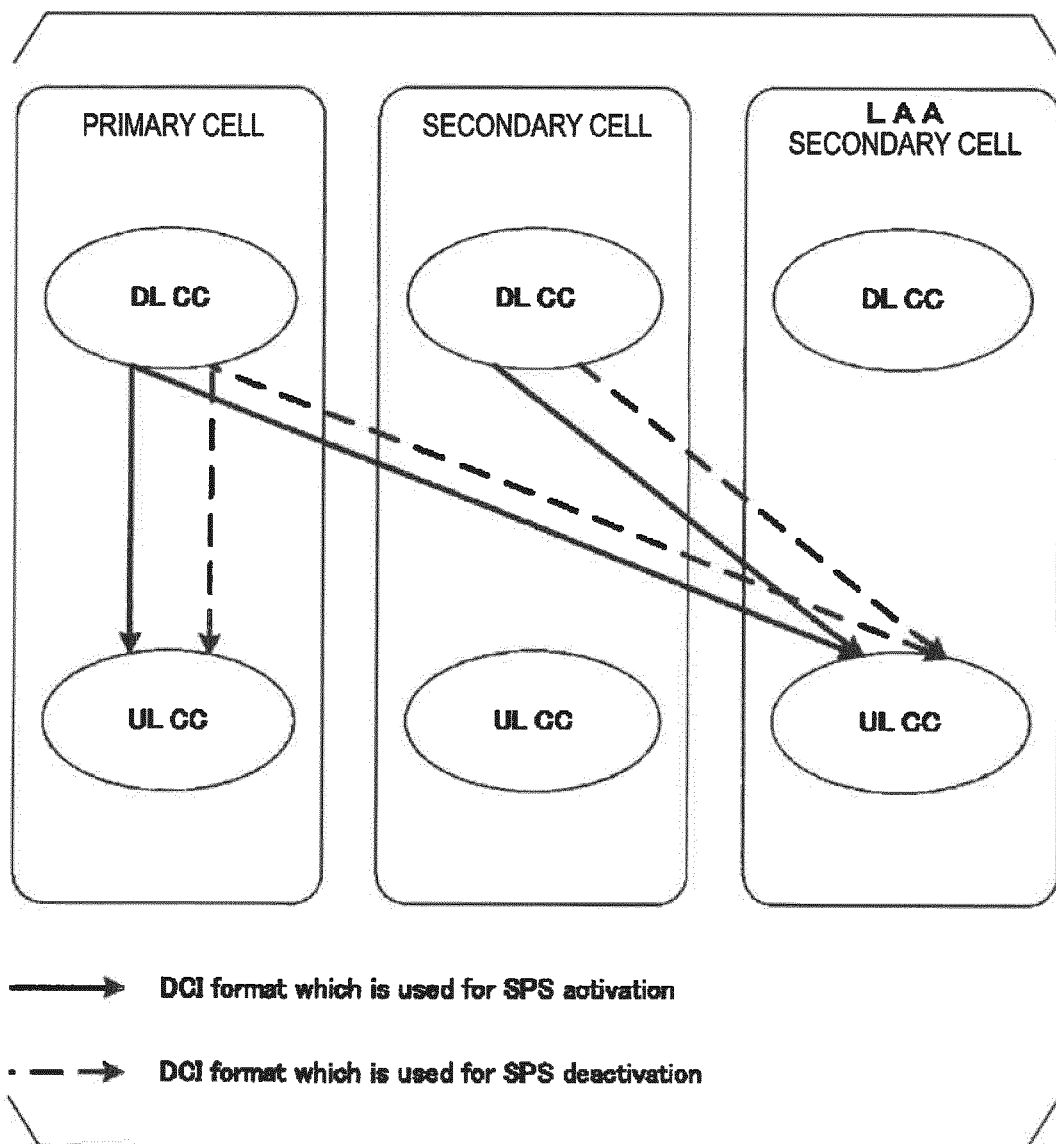 PRIMARY CELL
SECONDARY CELL
LAA
SECONDARY CELL
DL CC
DL CC
DL CC
UL CC
UL CC
UL CC
DCI format which is used for SPS activation
DCI format which is used for SPS deactivation